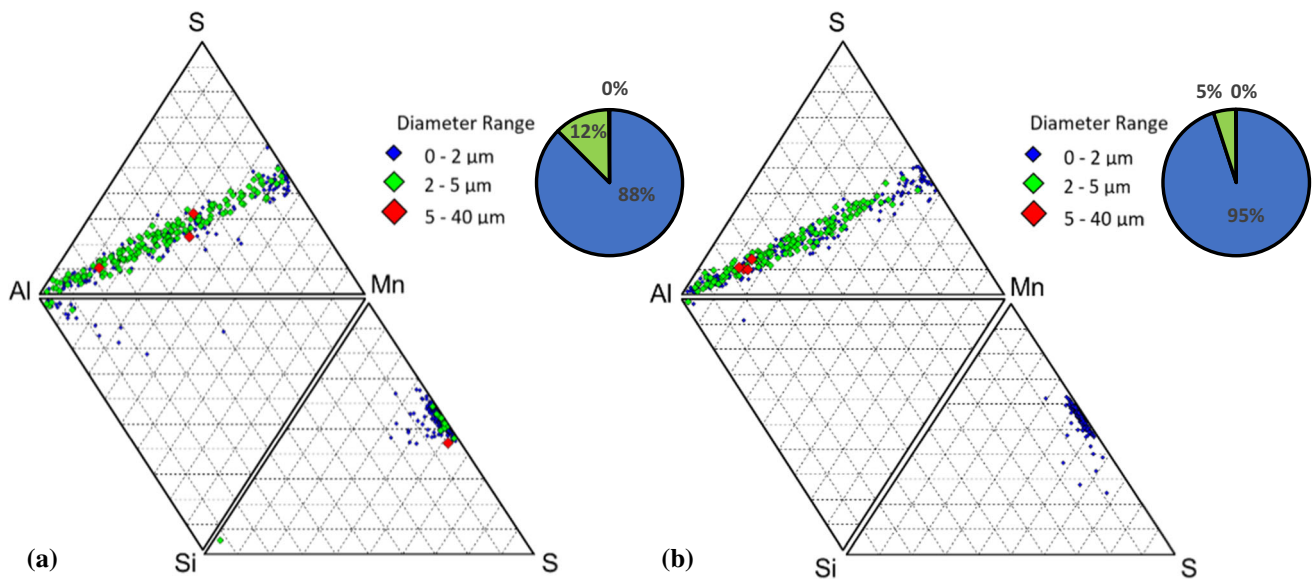 S
Diameter Range
0 - 2 µm
2 - 5 µm
5 - 40 µm
0%
12%
88%
Al
Mn
Si
S
(a)
S
Diameter Range
0 - 2 µm
2 - 5 µm
5 - 40 µm
5% 0%
95%
Al
Mn
Si
S
(b)